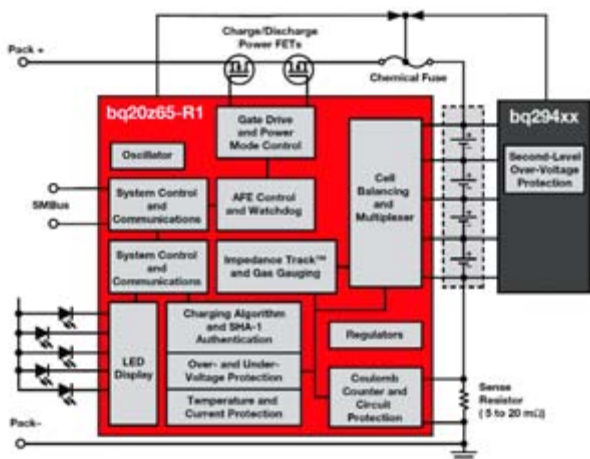 Charge/Discharge
Power FETs
Pack +
Chemical Fuse
bq20z65-R1
bq294xx
Gate Drive
and Power
Mode Control
Oscillator
Second-Level
Over-Voltage
Protection
Cell
Balancing
and
Multiplexer
System Control
and
Communications
AFE Control
and Watchdog
SMBus
System Control
and
Communications
Impedance Track™
and Gas Gauging
Charging Algorithm
and SHA-1
Authentication
Regulators
LED
Display
Over- and Under-
Voltage Protection
Temperature and
Current Protection
Coulomb
Counter and
Circuit
Protection
Sense
Resistor
( 5 to 20 mΩ)
Pack–